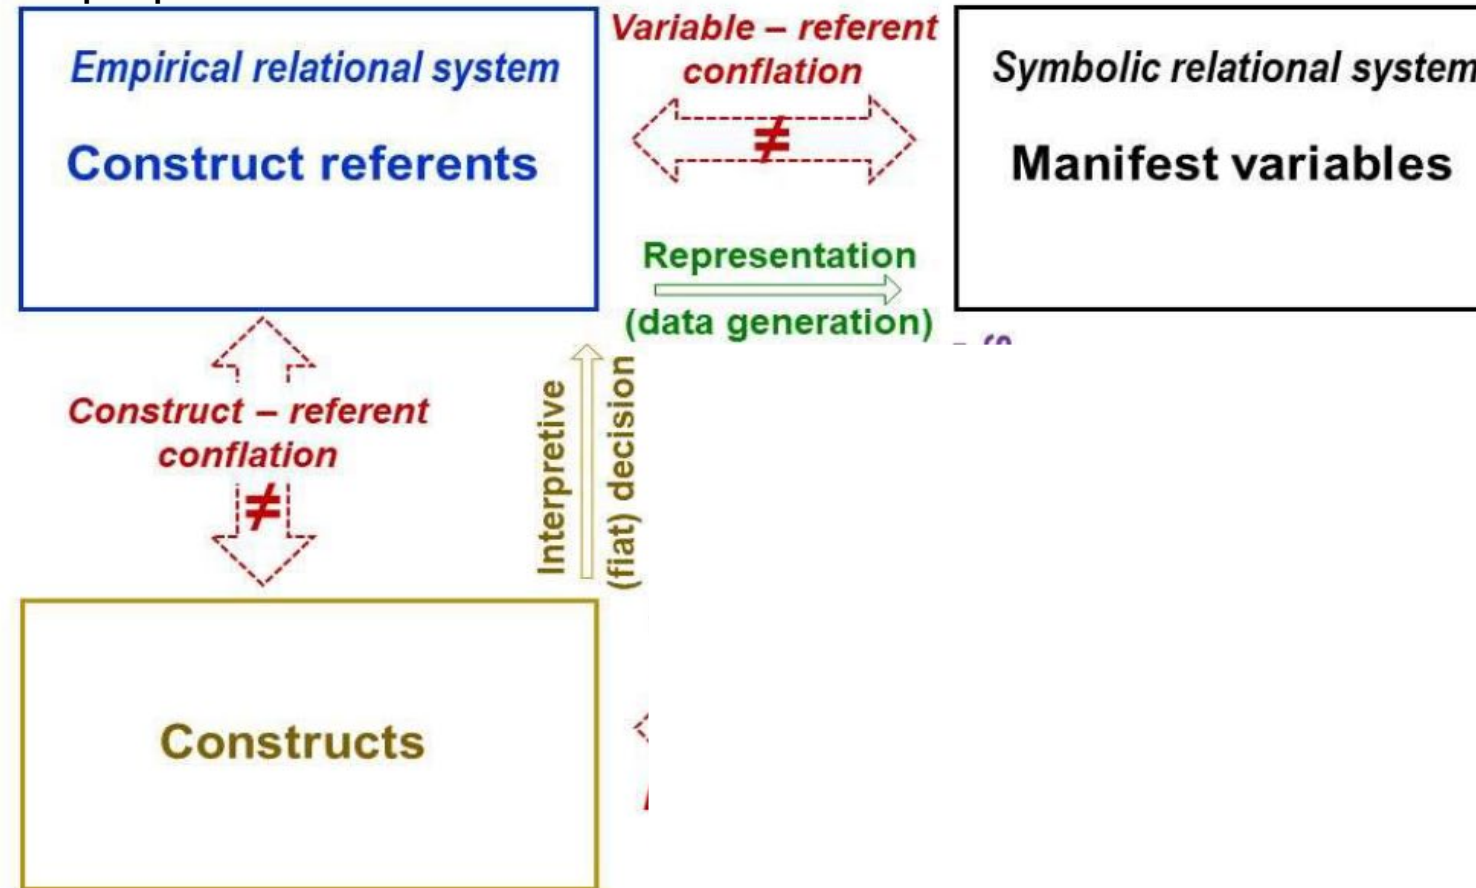 Empirical relational system
Construct referents
Variable – referent
conflation
≠
Representation
(data generation)
Symbolic relational system
Manifest variables
Construct – referent
conflation
≠
Interpretive
(fiat) decision
Constructs